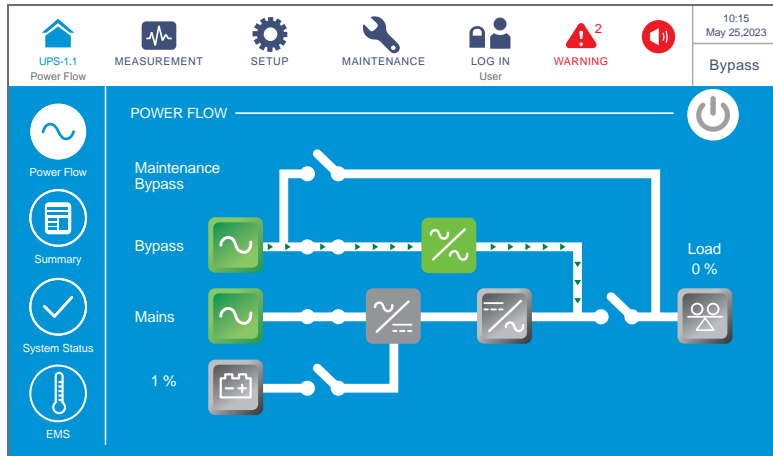 10:15
May 25,2023
2
UPS-1.1
MEASUREMENT
SETUP
MAINTENANCE
LOG IN
WARNING
Power Flow
User
Bypass
POWER FLOW
Power Flow
Maintenance
Bypass
Bypass
Load
0 %
Summary
Mains
System Status
1 %
EMS